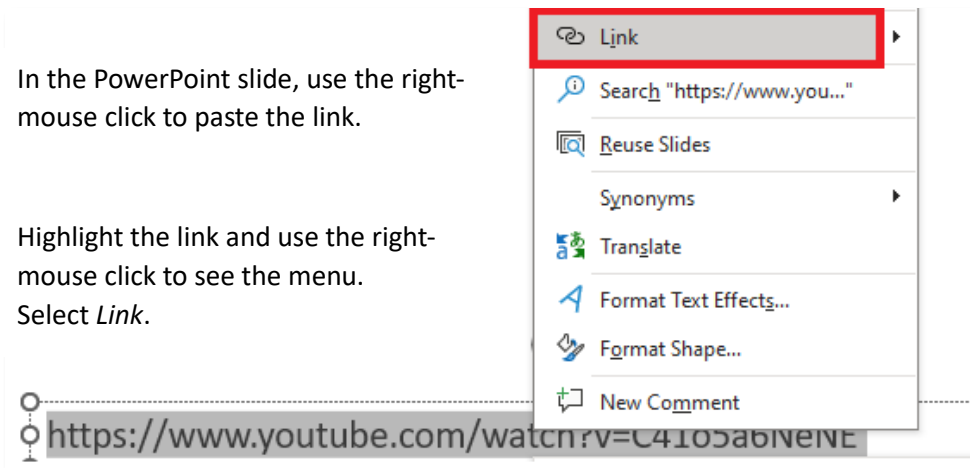 In the PowerPoint slide, use the right-
mouse click to paste the link.
Highlight the link and use the right-
mouse click to see the menu.
Select Link.
Link
Search "https://www.you..."
Reuse Slides
Synonyms
Translate
Format Text Effects...
Format Shape...
New Comment
https://www.youtube.com/watch?v=C41o5a6NeNE